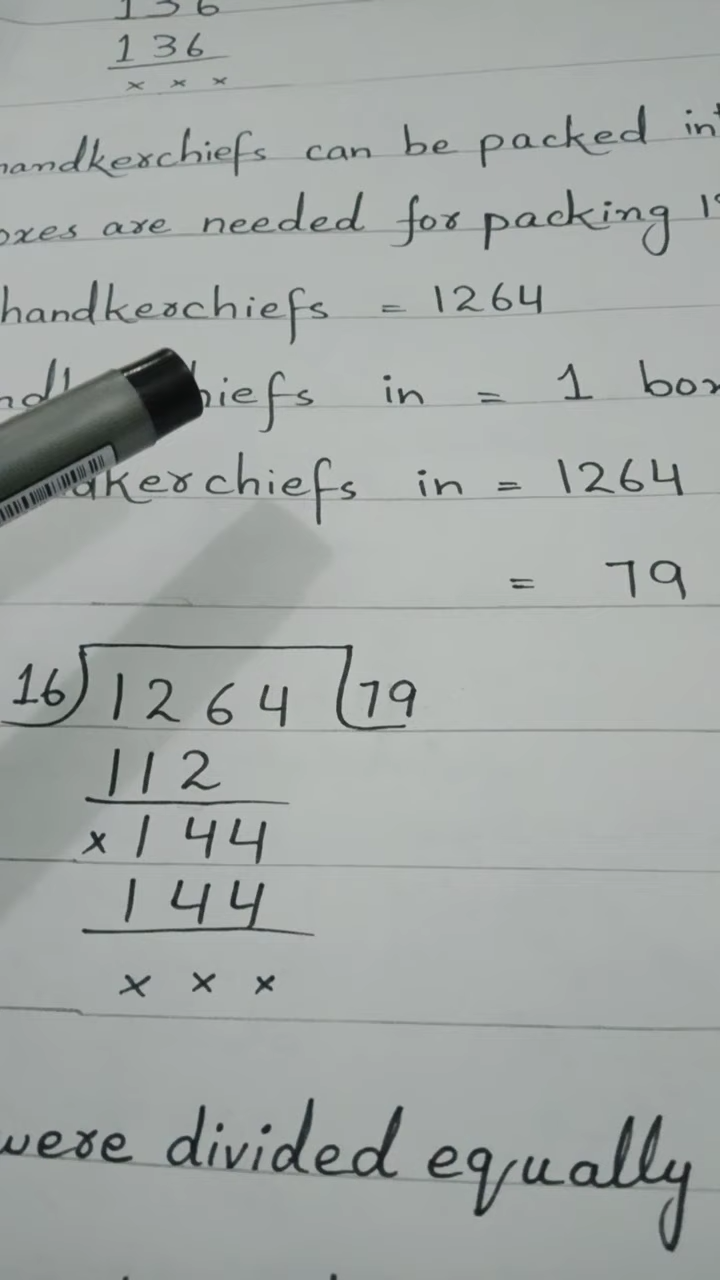 136
136
× × ×
handkerchiefs can be packed in
boxes are needed for packing
handkerchiefs = 1264
in = 1 box
kerchiefs in = 1264
= 79
16) 1264 (79
112
× 144
144
× × ×
were divided equally